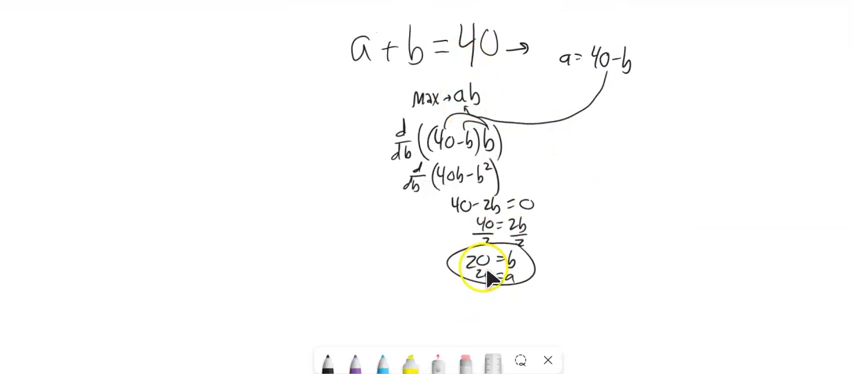 a + b = 40 → a = 40 - b
Max → ab
d/db ((40 - b)b)
d/db (40b - b²)
40 - 2b = 0
40/2 = 2b/2
20 = b
= a